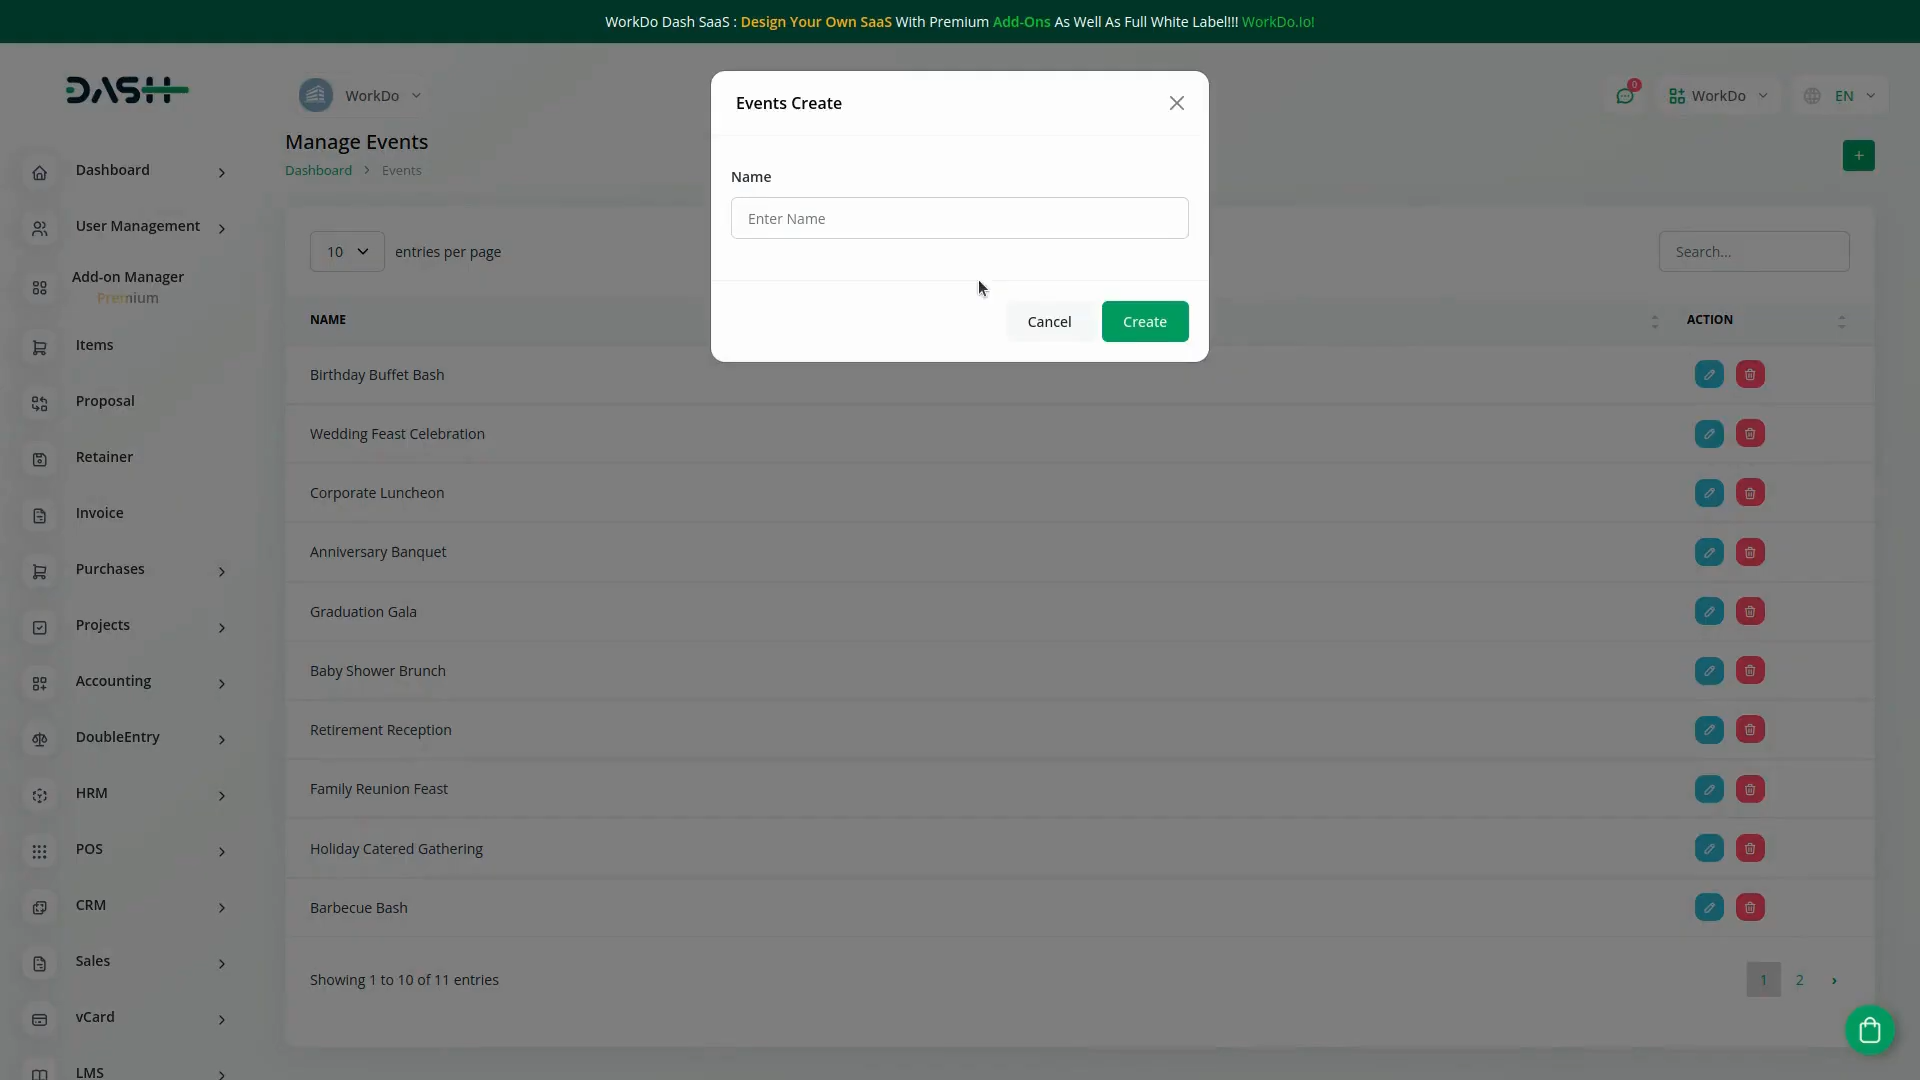 WorkDo Dash SaaS : Design Your Own SaaS With Premium Add-Ons As Well As Full White Label!!! WorkDo.Io!
DASH
WorkDo
0
WorkDo
EN
Events Create
Manage Events
Dashboard > Events
+
Name
Enter Name
10
entries per page
Search...
Cancel
Create
NAME
ACTION
Birthday Buffet Bash
Wedding Feast Celebration
Corporate Luncheon
Anniversary Banquet
Graduation Gala
Baby Shower Brunch
Retirement Reception
Family Reunion Feast
Holiday Catered Gathering
Barbecue Bash
Showing 1 to 10 of 11 entries
1
2
›
Dashboard
User Management
Add-on Manager
Premium
Items
Proposal
Retainer
Invoice
Purchases
Projects
Accounting
DoubleEntry
HRM
POS
CRM
Sales
vCard
LMS